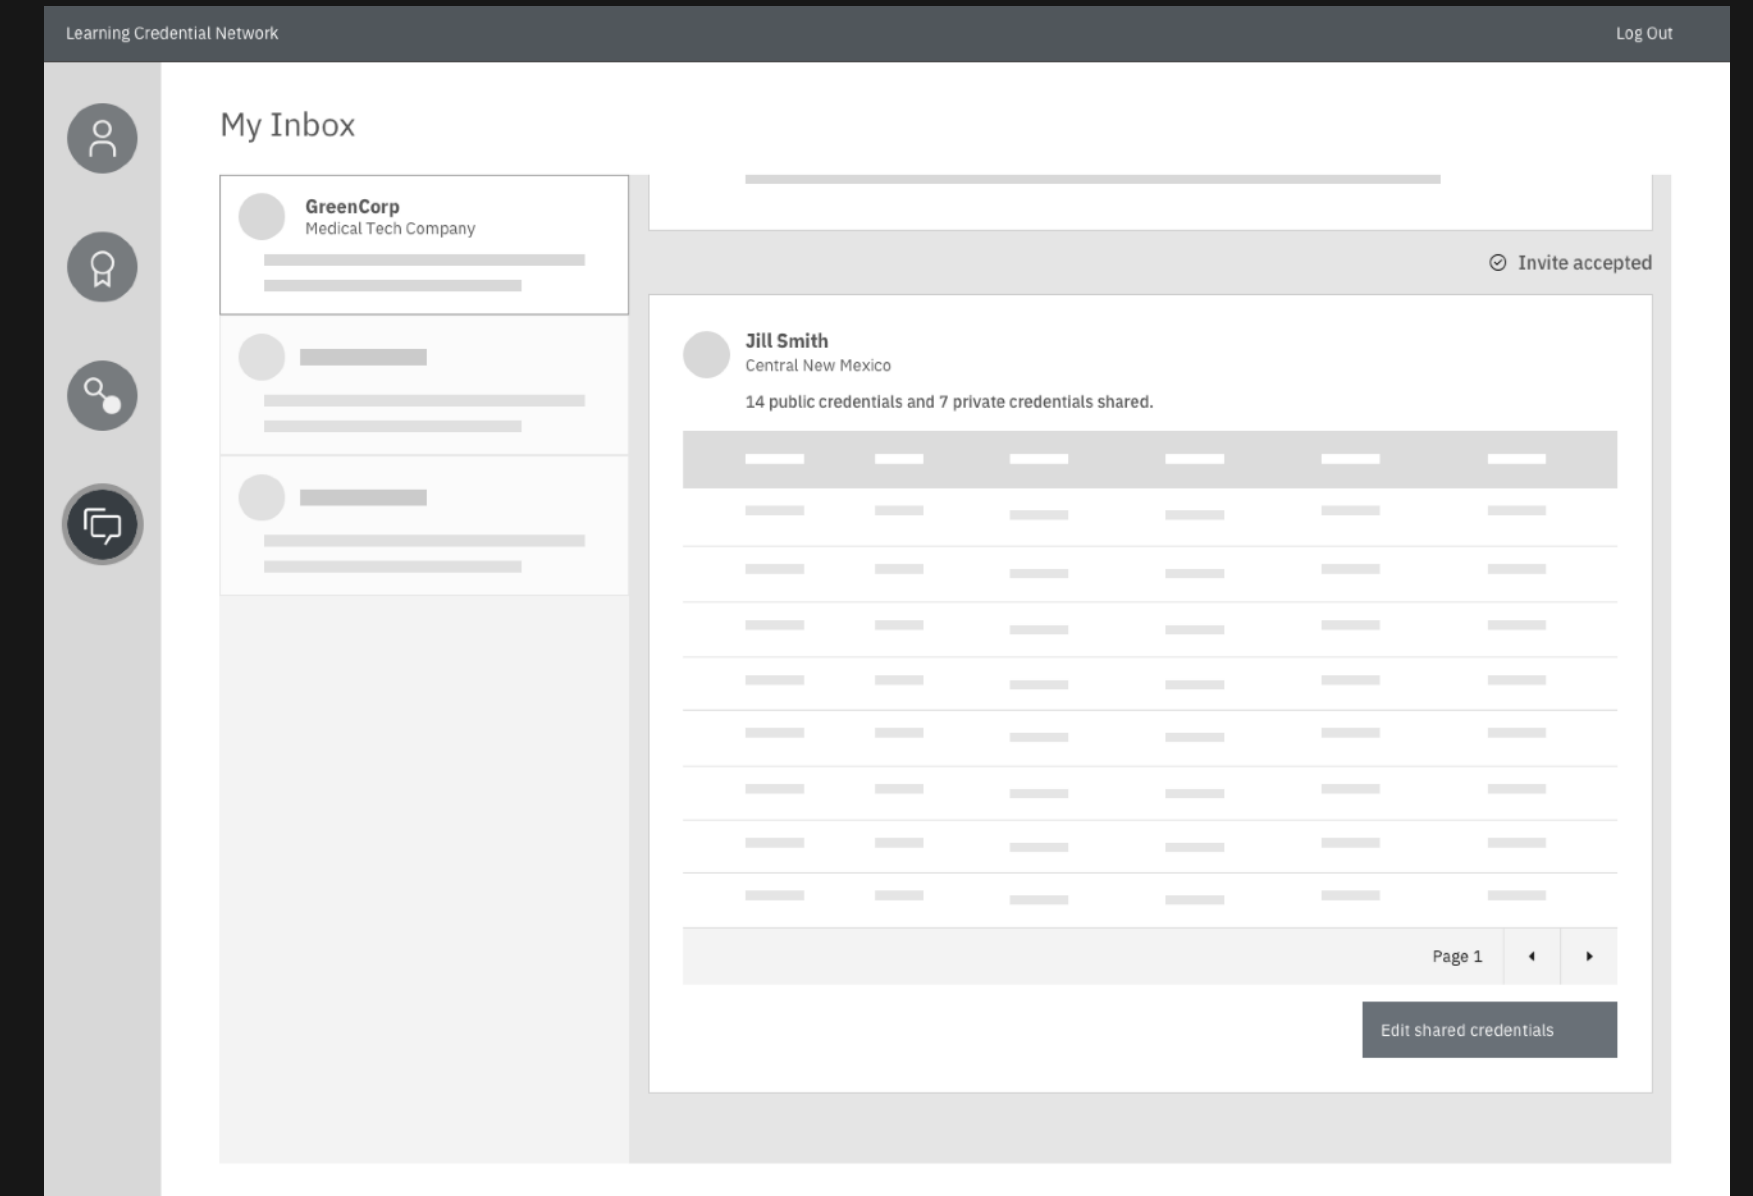 Learning Credential Network
Log Out
My Inbox
GreenCorp
Medical Tech Company
Invite accepted
Jill Smith
Central New Mexico
14 public credentials and 7 private credentials shared.
Page 1
Edit shared credentials